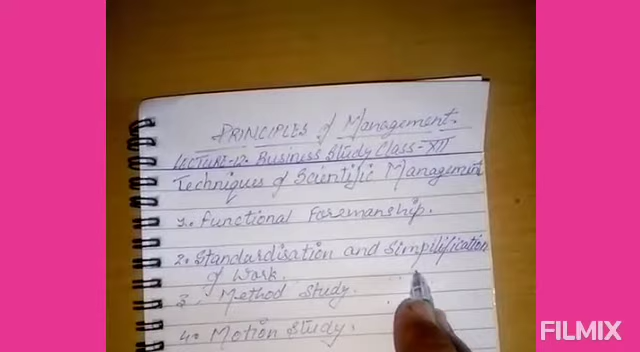 PRINCIPLES of Management.
LECTURE-12. Business Study Class-XII
Techniques of Scientific Management
1. Functional Foremanship.
2. Standardisation and Simpilification
of Work.
3. Method Study.
4. Motion Study.
FILMIX